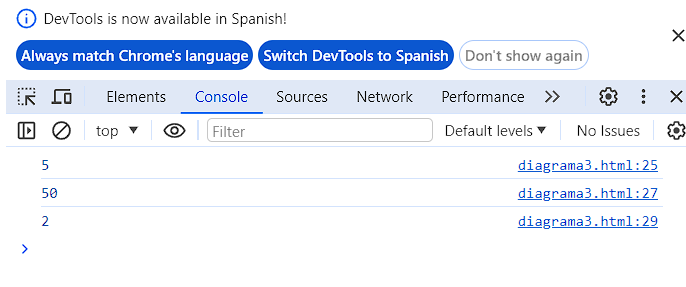 DevTools is now available in Spanish!
Always match Chrome's language Switch DevTools to Spanish Don't show again
Elements Console Sources Network Performance
top Filter Default levels No Issues
5 diagrama3.html:25
50 diagrama3.html:27
2 diagrama3.html:29